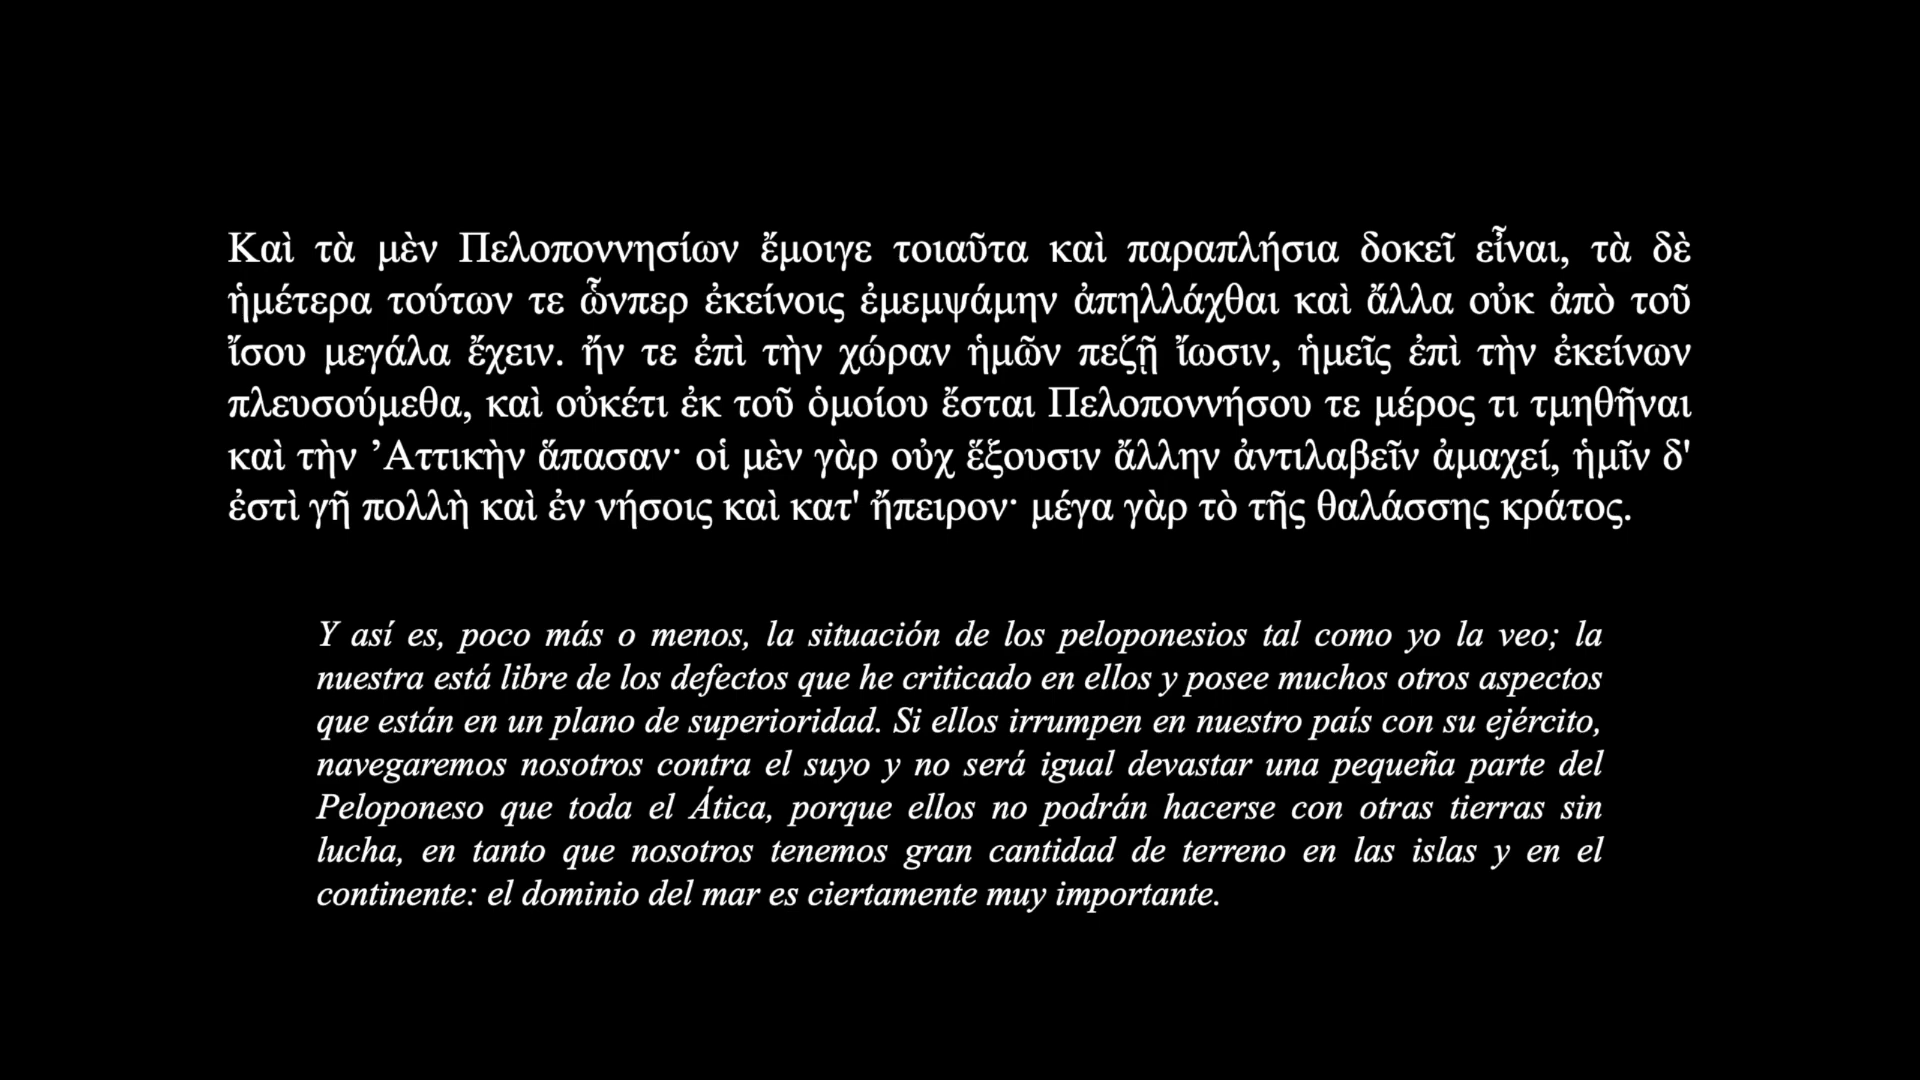 Καὶ τὰ μὲν Πελοποννησίων ἔμοιγε τοιαῦτα καὶ παραπλήσια δοκεῖ εἶναι, τὰ δὲ
ἡμέτερα τούτων τε ὧνπερ ἐκείνοις ἐμεμψάμην ἀπηλλάχθαι καὶ ἄλλα οὐκ ἀπὸ τοῦ
ἴσου μεγάλα ἔχειν. ἤν τε ἐπὶ τὴν χώραν ἡμῶν πεζῇ ἴωσιν, ἡμεῖς ἐπὶ τὴν ἐκείνων
πλευσούμεθα, καὶ οὐκέτι ἐκ τοῦ ὁμοίου ἔσται Πελοποννήσου τε μέρος τι τμηθῆναι
καὶ τὴν ’Αττικὴν ἅπασαν· οἱ μὲν γὰρ οὐχ ἕξουσιν ἄλλην ἀντιλαβεῖν ἀμαχεί, ἡμῖν δ'
ἐστὶ γῆ πολλὴ καὶ ἐν νήσοις καὶ κατ' ἤπειρον· μέγα γὰρ τὸ τῆς θαλάσσης κράτος.
Y así es, poco más o menos, la situación de los peloponesios tal como yo la veo; la
nuestra está libre de los defectos que he criticado en ellos y posee muchos otros aspectos
que están en un plano de superioridad. Si ellos irrumpen en nuestro país con su ejército,
navegaremos nosotros contra el suyo y no será igual devastar una pequeña parte del
Peloponeso que toda el Ática, porque ellos no podrán hacerse con otras tierras sin
lucha, en tanto que nosotros tenemos gran cantidad de terreno en las islas y en el
continente: el dominio del mar es ciertamente muy importante.